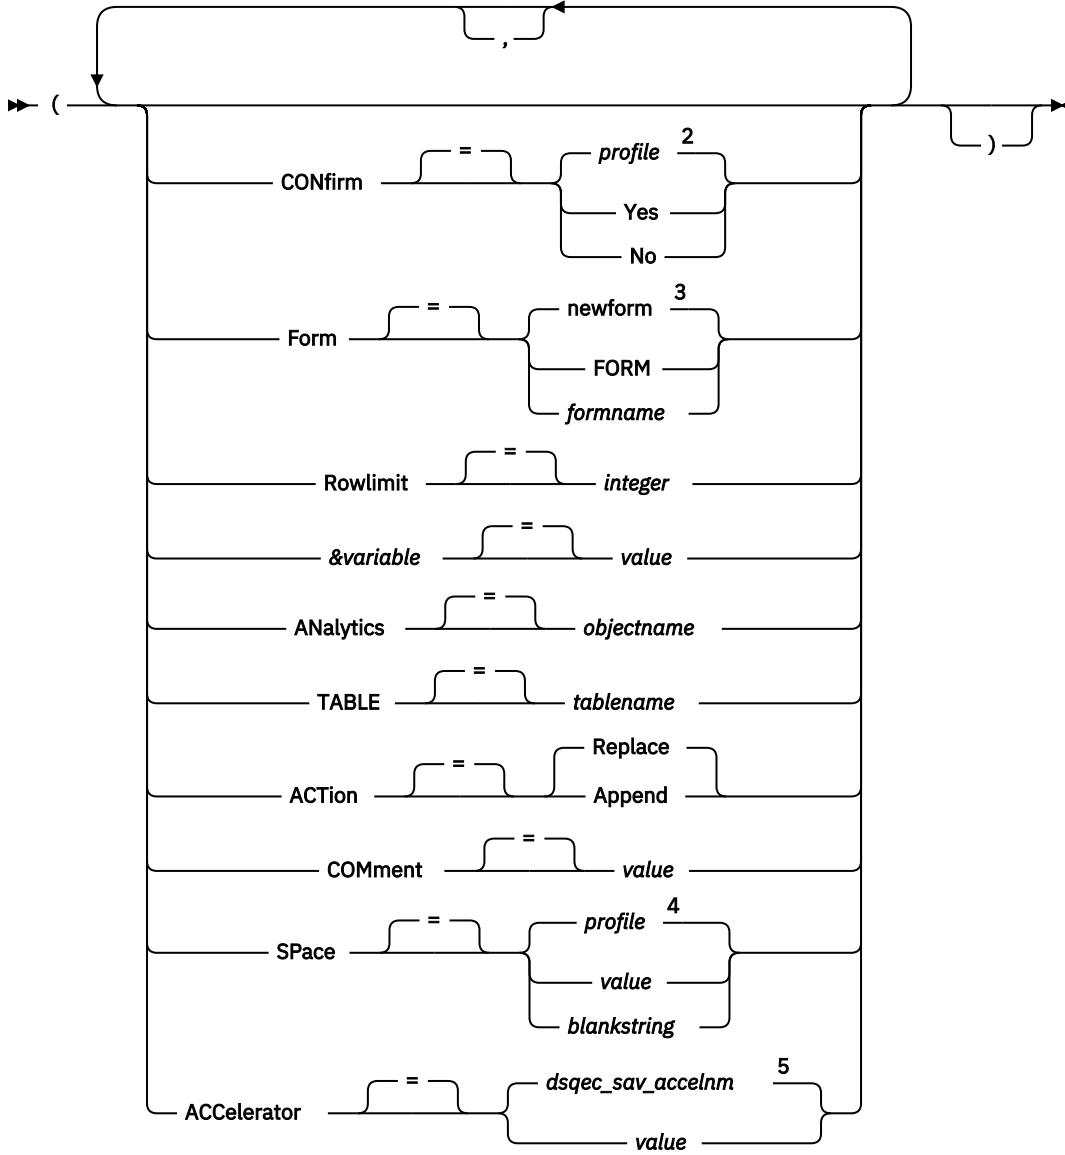 ,
(
)
=
profile 2
CONfirm
Yes
No
=
newform 3
Form
FORM
formname
=
Rowlimit integer
=
&variable value
=
ANalytics objectname
=
TABLE tablename
Replace
=
ACTion Append
=
COMment value
=
profile 4
SPace
value
blankstring
=
dsqec_sav_accelnm 5
ACCelerator
value